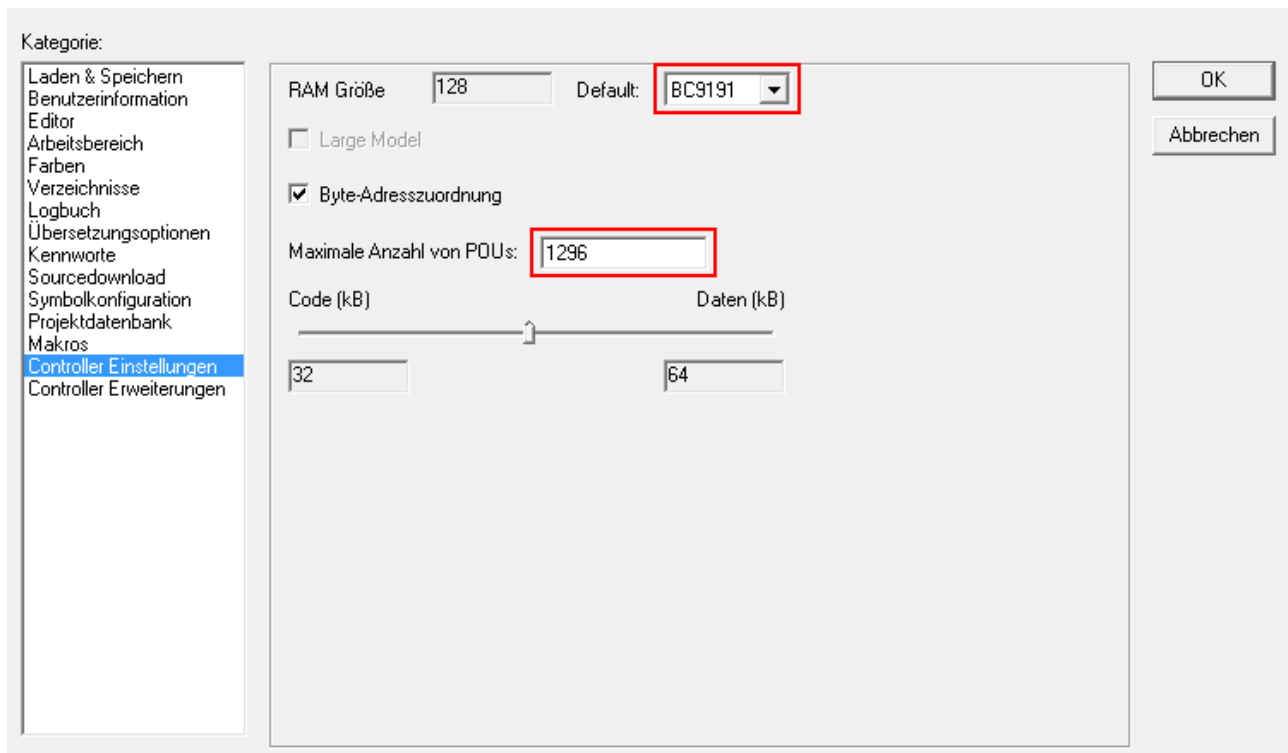 Kategorie:
Laden & Speichern
Benutzerinformation
Editor
Arbeitsbereich
Farben
Verzeichnisse
Logbuch
Übersetzungsoptionen
Kennworte
Sourcedownload
Symbolkonfiguration
Projektdatenbank
Makros
Controller Einstellungen
Controller Erweiterungen
RAM Größe 128 Default: BC9191
Large Model
Byte-Adresszuordnung
Maximale Anzahl von POUs: 1296
Code (kB) Daten (kB)
32 64
OK
Abbrechen